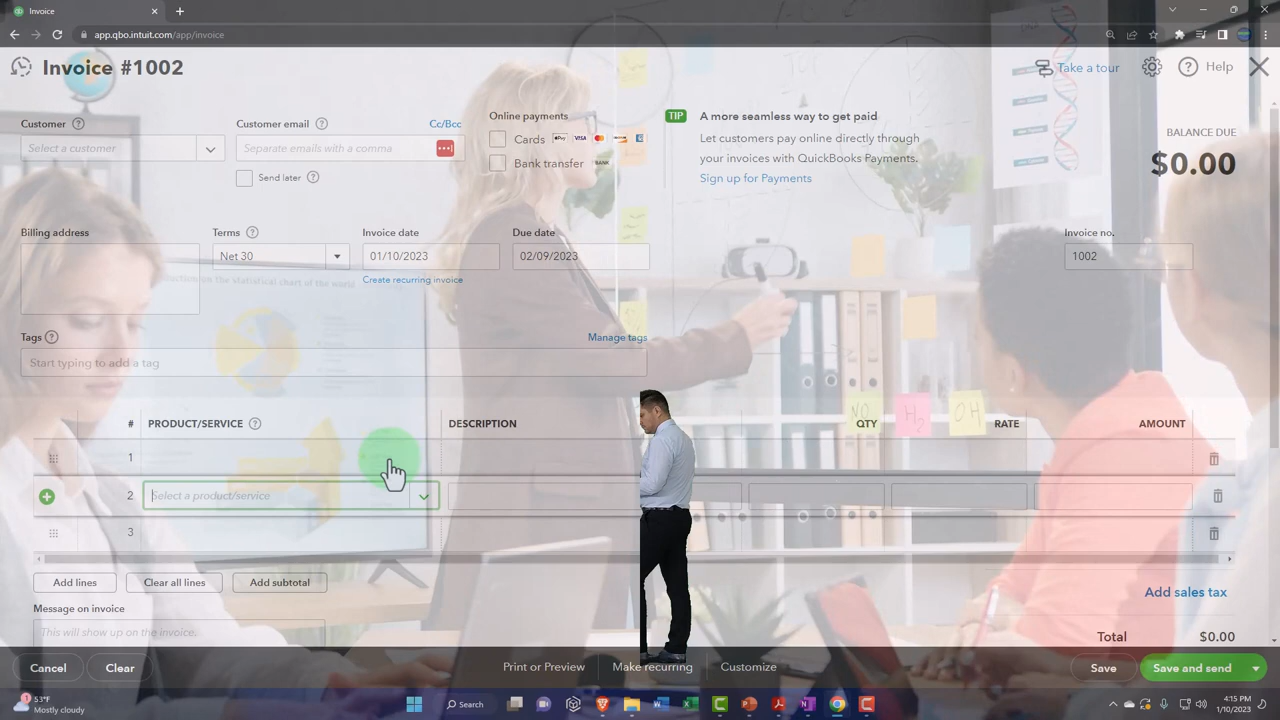 Invoice
app.qbo.intuit.com/app/invoice
Invoice #1002
Take a tour
Help
Customer
Select a customer
Customer email
Cc/Bcc
Separate emails with a comma
Send later
Online payments
Cards
VISA
Bank transfer
BANK
TIP
A more seamless way to get paid
Let customers pay online directly through
your invoices with QuickBooks Payments.
Sign up for Payments
BALANCE DUE
$0.00
Billing address
Terms
Net 30
Invoice date
01/10/2023
Create recurring invoice
Due date
02/09/2023
Invoice no.
1002
Tags
Manage tags
Start typing to add a tag
NO
H2
OH
# PRODUCT/SERVICE DESCRIPTION QTY RATE AMOUNT
1
2 Select a product/service
3
Add lines
Clear all lines
Add subtotal
Message on invoice
This will show up on the invoice.
Add sales tax
Total $0.00
Cancel
Clear
Print or Preview
Make recurring
Customize
Save
Save and send
1
53°F
Mostly cloudy
Search
4:15 PM
1/10/2023